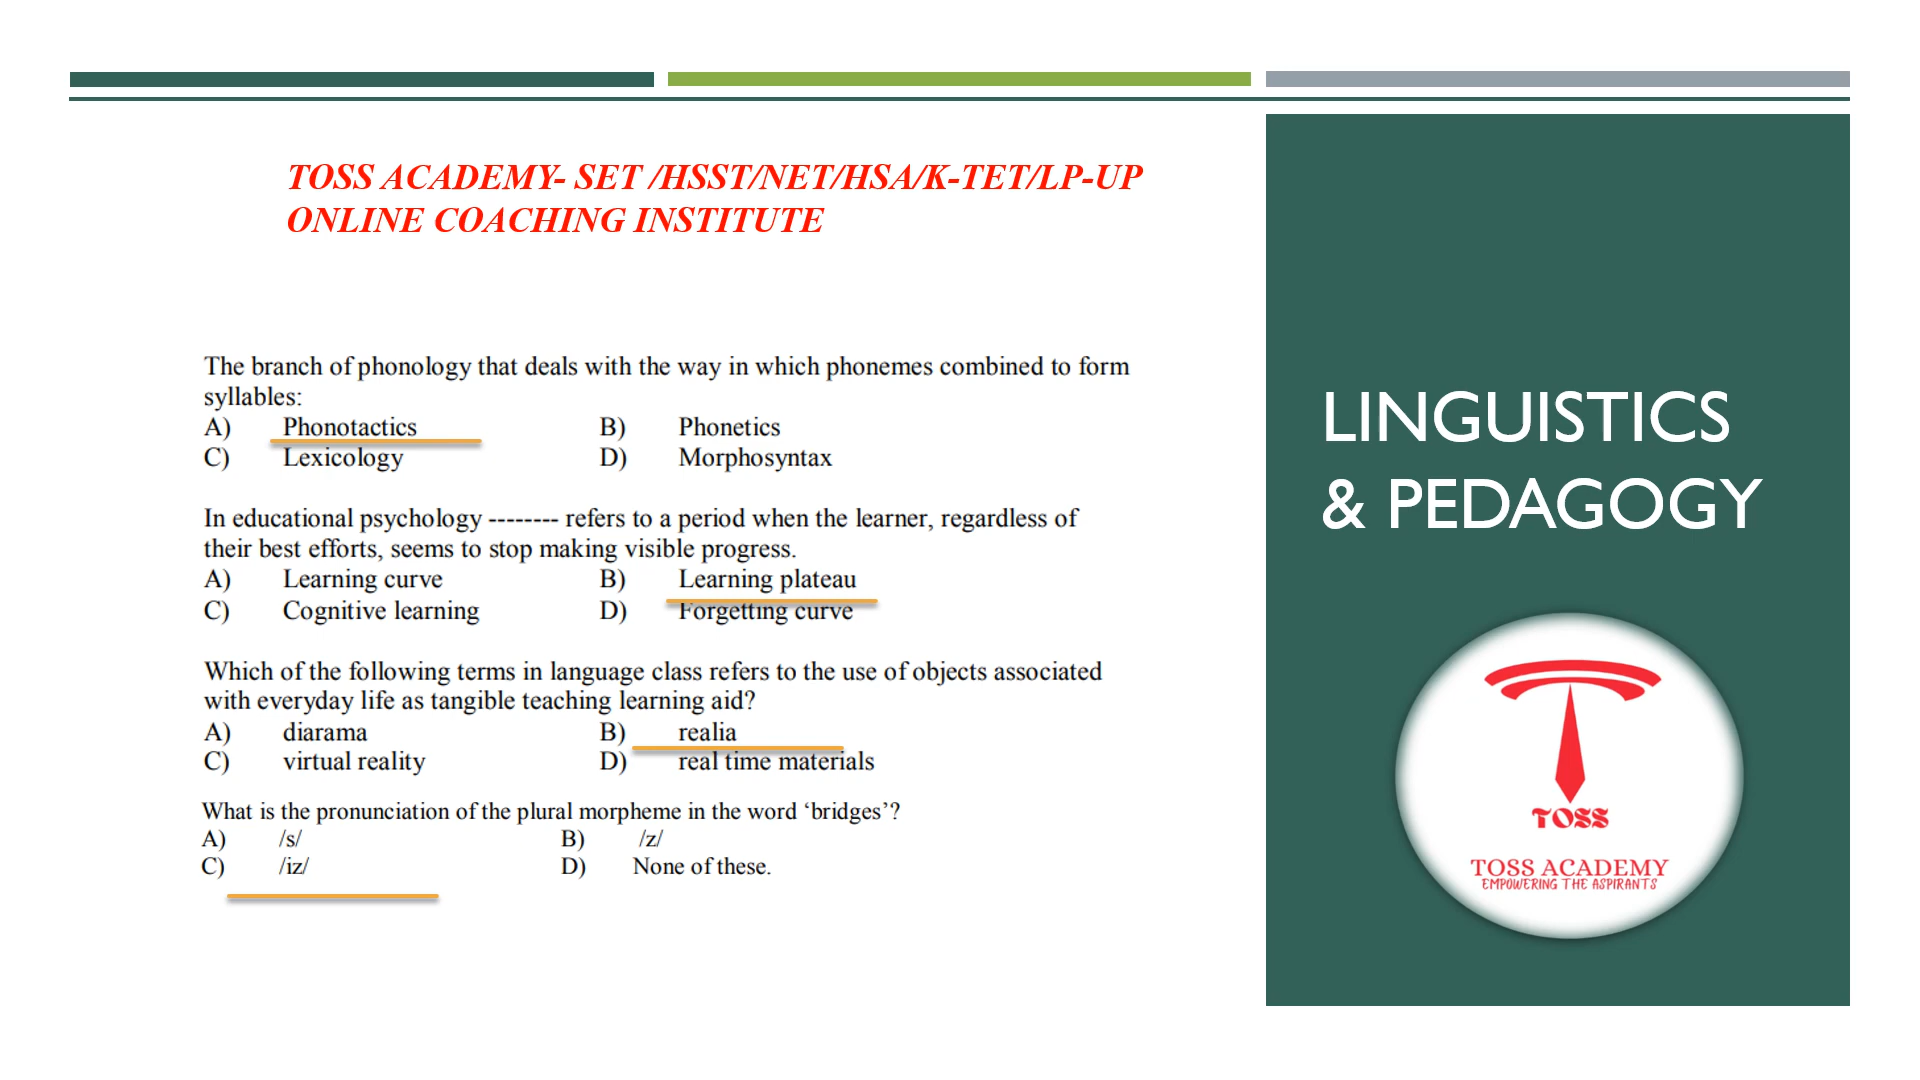 TOSS ACADEMY- SET /HSST/NET/HSA/K-TET/LP-UP
ONLINE COACHING INSTITUTE
The branch of phonology that deals with the way in which phonemes combined to form
syllables:
A) Phonotactics B) Phonetics
C) Lexicology D) Morphosyntax
In educational psychology -------- refers to a period when the learner, regardless of
their best efforts, seems to stop making visible progress.
A) Learning curve B) Learning plateau
C) Cognitive learning D) Forgetting curve
Which of the following terms in language class refers to the use of objects associated
with everyday life as tangible teaching learning aid?
A) diarama B) realia
C) virtual reality D) real time materials
What is the pronunciation of the plural morpheme in the word ‘bridges’?
A) /s/ B) /z/
C) /iz/ D) None of these.
LINGUISTICS
& PEDAGOGY
TOSS
TOSS ACADEMY
EMPOWERING THE ASPIRANTS